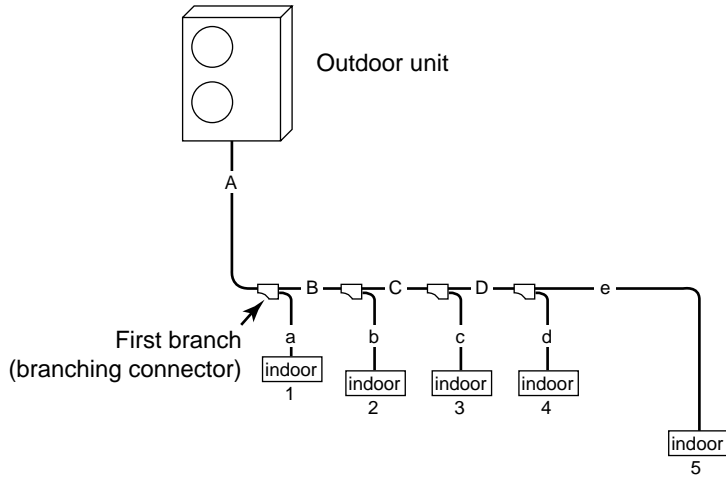 Outdoor unit
A
B
C
D
e
First branch
(branching connector)
a
b
c
d
indoor
1
indoor
2
indoor
3
indoor
4
indoor
5